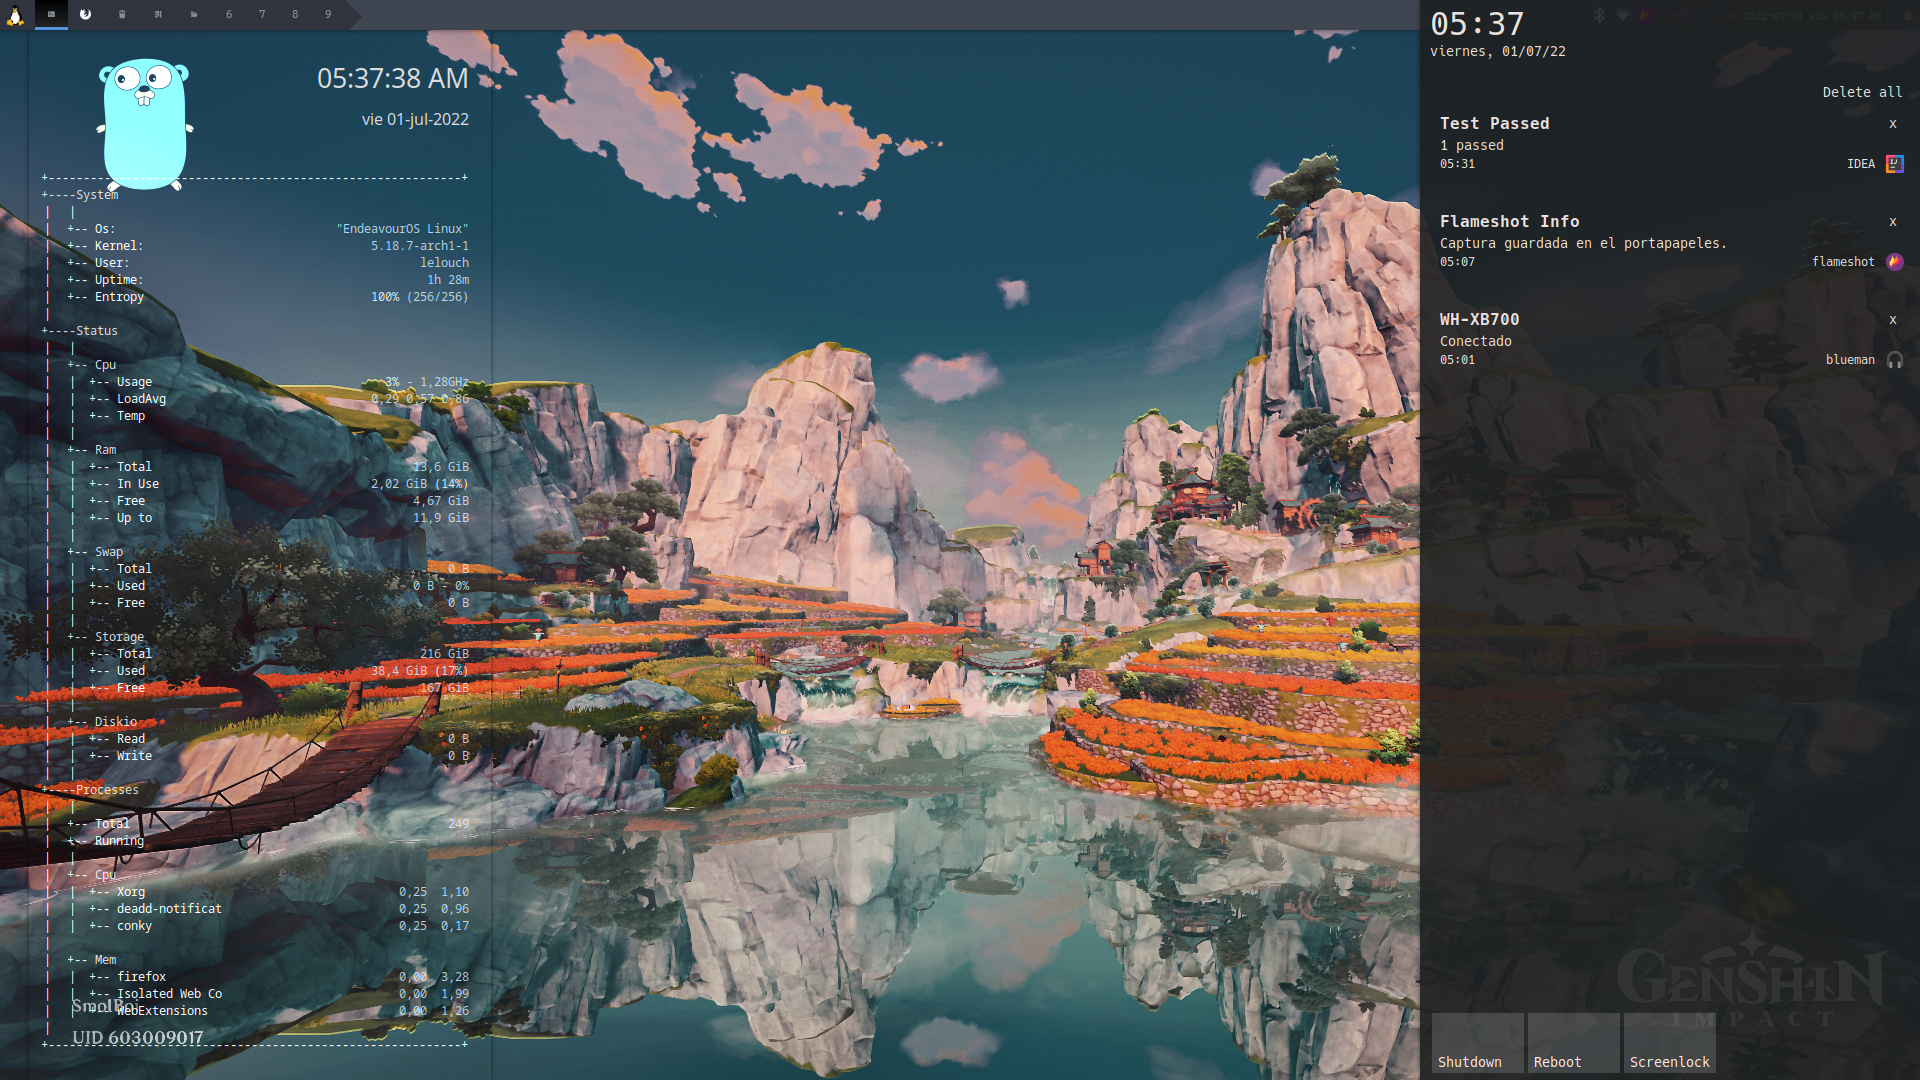 6 7 8 9
05:37:38 AM
vie 01-jul-2022
+----System
+-- Os: "EndeavourOS Linux"
+-- Kernel: 5.18.7-arch1-1
+-- User: lelouch
+-- Uptime: 1h 28m
+-- Entropy 100% (256/256)
+----Status
+-- Cpu
+-- Usage 3% - 1,28GHz
+-- LoadAvg 0,29 0,57 0,86
+-- Temp
+-- Ram
+-- Total 13,6 GiB
+-- In Use 2,02 GiB (14%)
+-- Free 4,67 GiB
+-- Up to 11,9 GiB
+-- Swap
+-- Total 0 B
+-- Used 0 B - 0%
+-- Free 0 B
+-- Storage
+-- Total 216 GiB
+-- Used 38,4 GiB (17%)
+-- Free 167 GiB
+-- Diskio
+-- Read 0 B
+-- Write 0 B
+----Processes
+-- Total 249
+-- Running
+-- Cpu
+-- Xorg 0,25 1,10
+-- deadd-notificat 0,25 0,96
+-- conky 0,25 0,17
+-- Mem
+-- firefox 0,00 3,28
+-- Isolated Web Co 0,00 1,99
+-- WebExtensions 0,00 1,26
UID 603009017
05:37
viernes, 01/07/22
Delete all
Test Passed x
1 passed
05:31 IDEA
Flameshot Info x
Captura guardada en el portapapeles.
05:07 flameshot
WH-XB700 x
Conectado
05:01 blueman
GENSHIN
IMPACT
Shutdown Reboot Screenlock